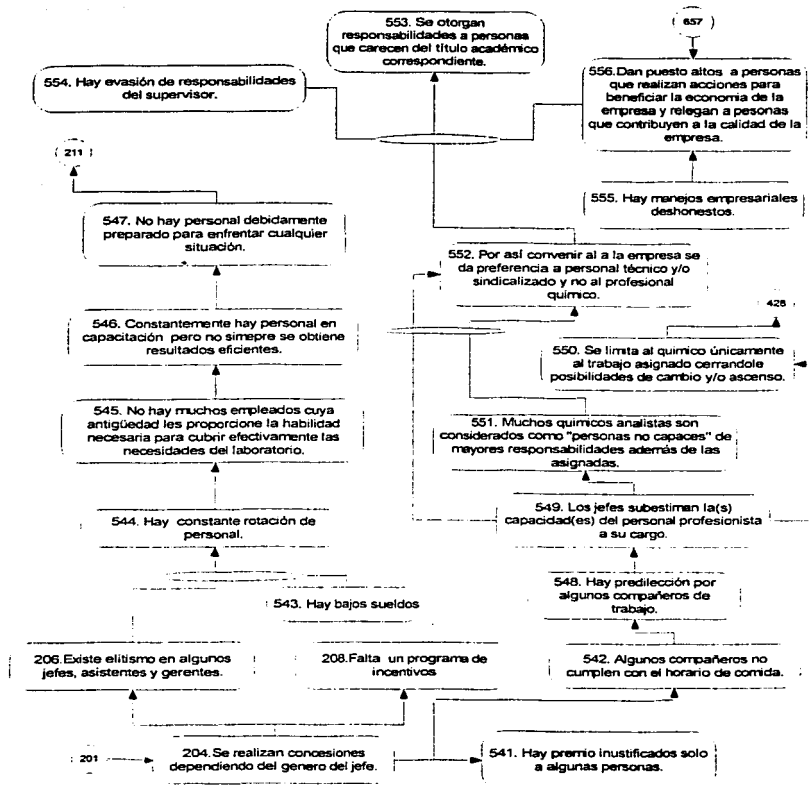 553. Se otorgan
responsabilidades a personas
que carecen del título académico
correspondiente.
657
554. Hay evasión de responsabilidades
del supervisor.
556. Dan puesto altos a personas
que realizan acciones para
beneficiar la economia de la
empresa y relegan a pesonas
que contribuyen a la calidad de la
empresa.
211
555. Hay manejos empresariales
deshonestos.
547. No hay personal debidamente
preparado para enfrentar cualquier
situación.
552. Por así convenir al a la empresa se
da preferencia a personal técnico y/o
sindicalizado y no al profesional
químico.
428
546. Constantemente hay personal en
capacitación pero no simepre se obtiene
resultados eficientes.
550. Se limita al quimico únicamente
al trabajo asignado cerrandole
posibilidades de cambio y/o ascenso.
545. No hay muchos empleados cuya
antigüedad les proporcione la habilidad
necesaria para cubrir efectivamente las
necesidades del laboratorio.
551. Muchos quimicos analistas son
considerados como "personas no capaces" de
mayores responsabilidades además de las
asignadas.
544. Hay constante rotación de
personal.
549. Los jefes subestiman la(s)
capacidad(es) del personal profesionista
a su cargo.
543. Hay bajos sueldos
548. Hay predilección por
algunos compañeros de
trabajo.
206.Existe elitismo en algunos
jefes, asistentes y gerentes.
208.Falta un programa de
incentivos
542. Algunos compañeros no
cumplen con el horario de comida.
201
204.Se realizan concesiones
dependiendo del genero del jefe.
541. Hay premio inustificados solo
a algunas personas.